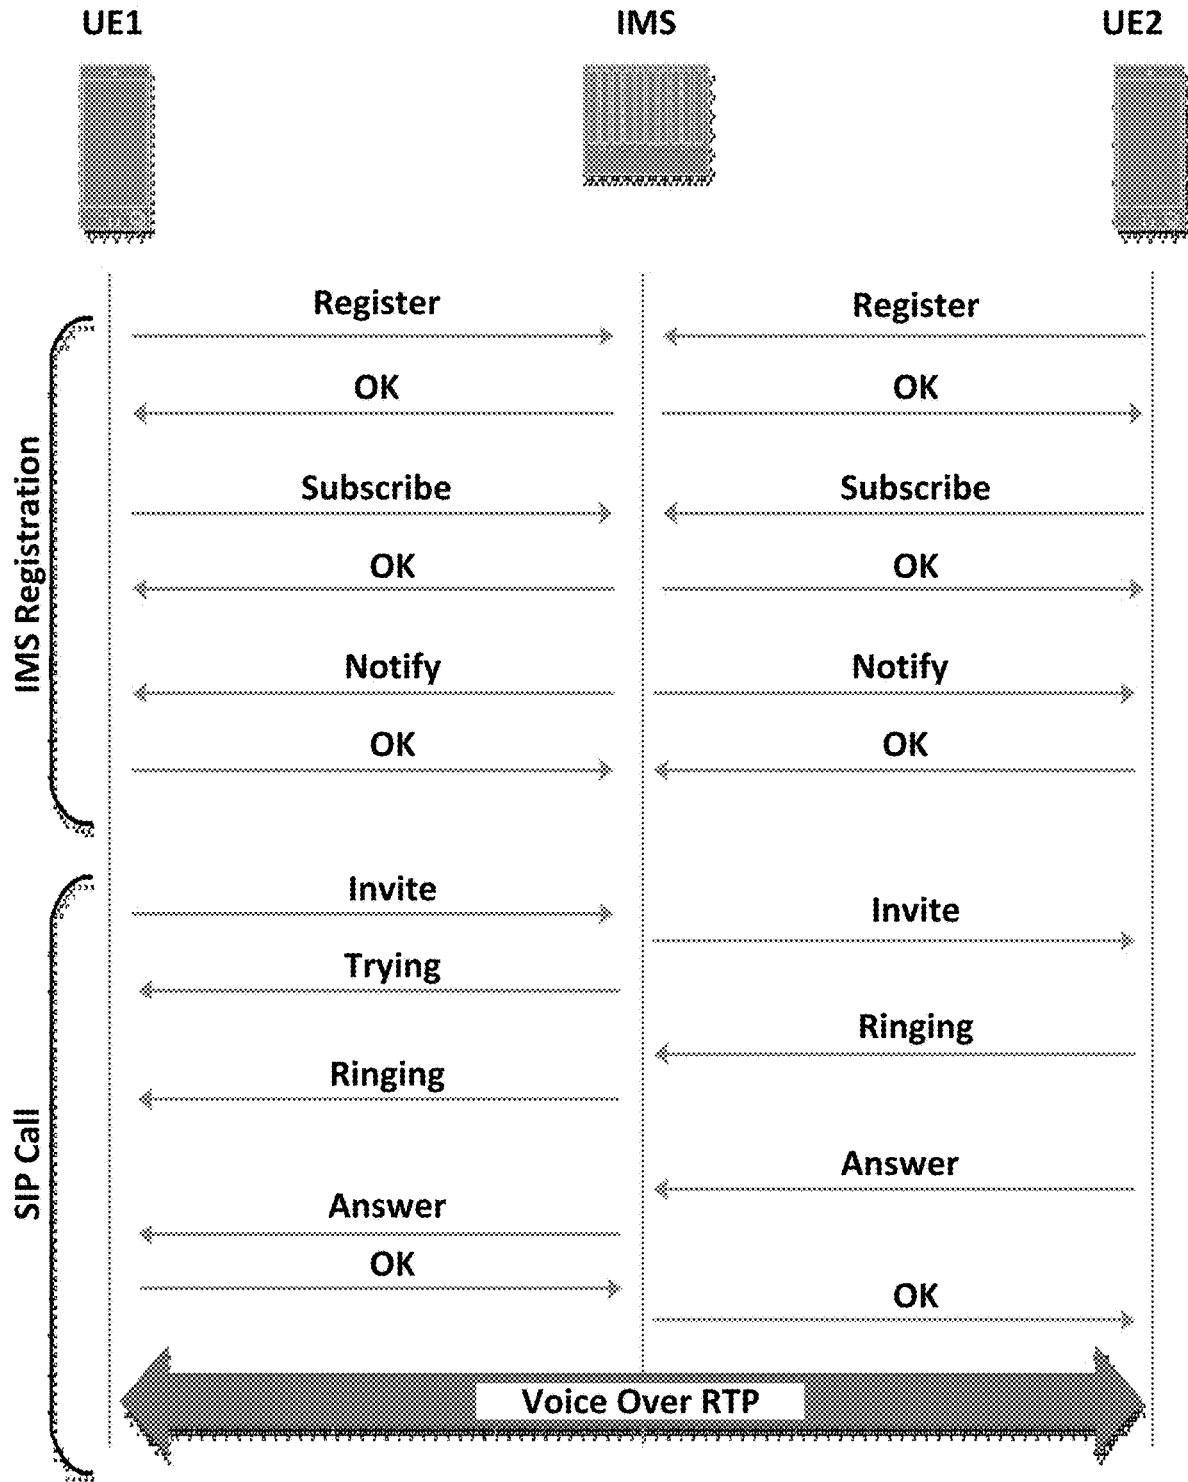 UE1 IMS UE2
Register Register
OK OK
Subscribe Subscribe
OK OK
Notify Notify
OK OK
IMS Registration
Invite
Invite
Trying
Ringing
Ringing
Answer
Answer
OK
OK
SIP Call
Voice Over RTP